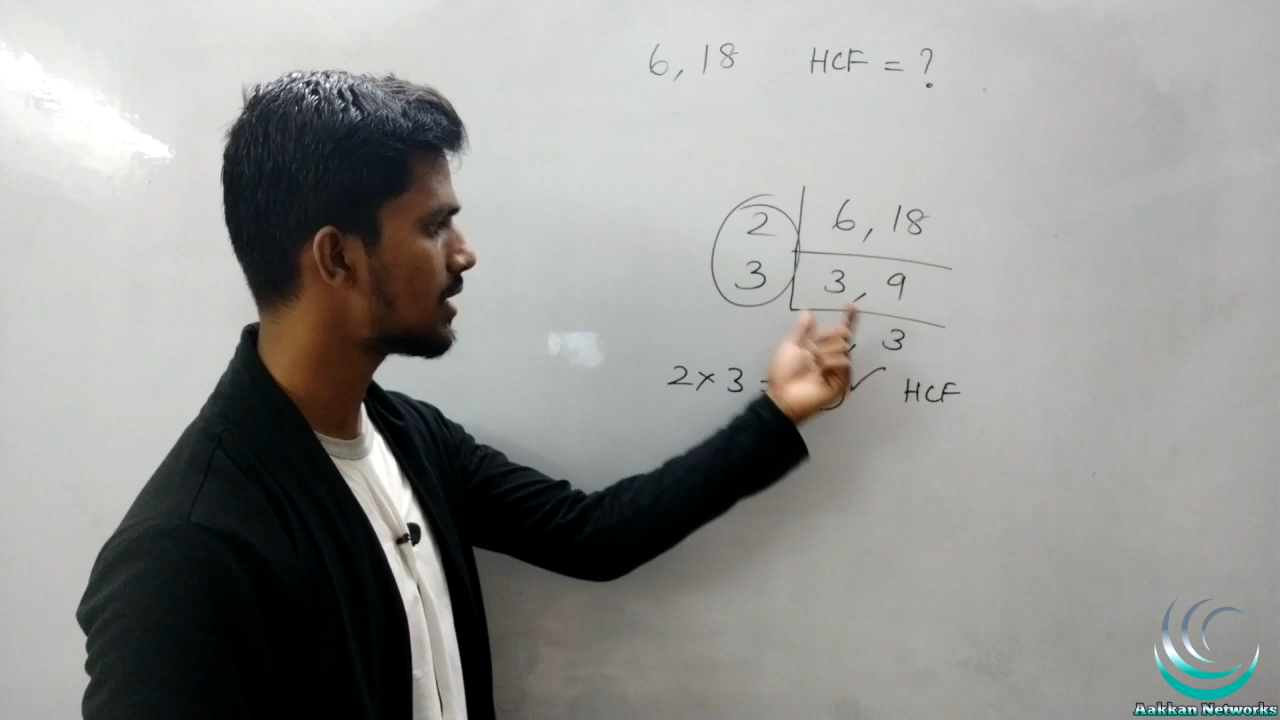 6, 18 HCF = ?
2 6, 18
3 3, 9
, 3
2 × 3 = ✓ HCF
Aakkan Networks